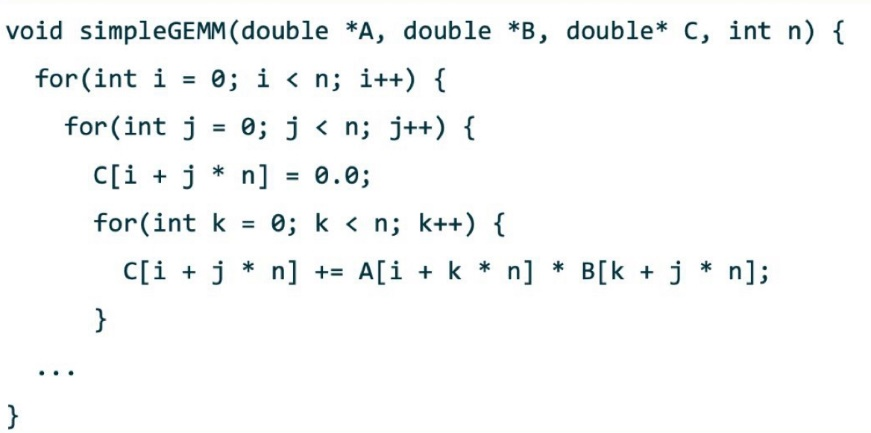 void simpleGEMM(double *A, double *B, double* C, int n) {
  for(int i = 0; i < n; i++) {
    for(int j = 0; j < n; j++) {
      C[i + j * n] = 0.0;
      for(int k = 0; k < n; k++) {
        C[i + j * n] += A[i + k * n] * B[k + j * n];
      }
  ...
}